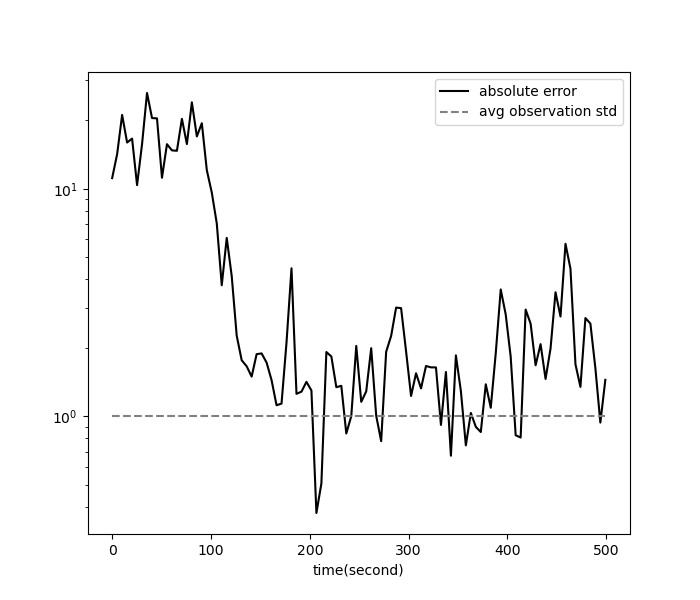 absolute error
avg observation std
10¹
10⁰
0 100 200 300 400 500
time(second)